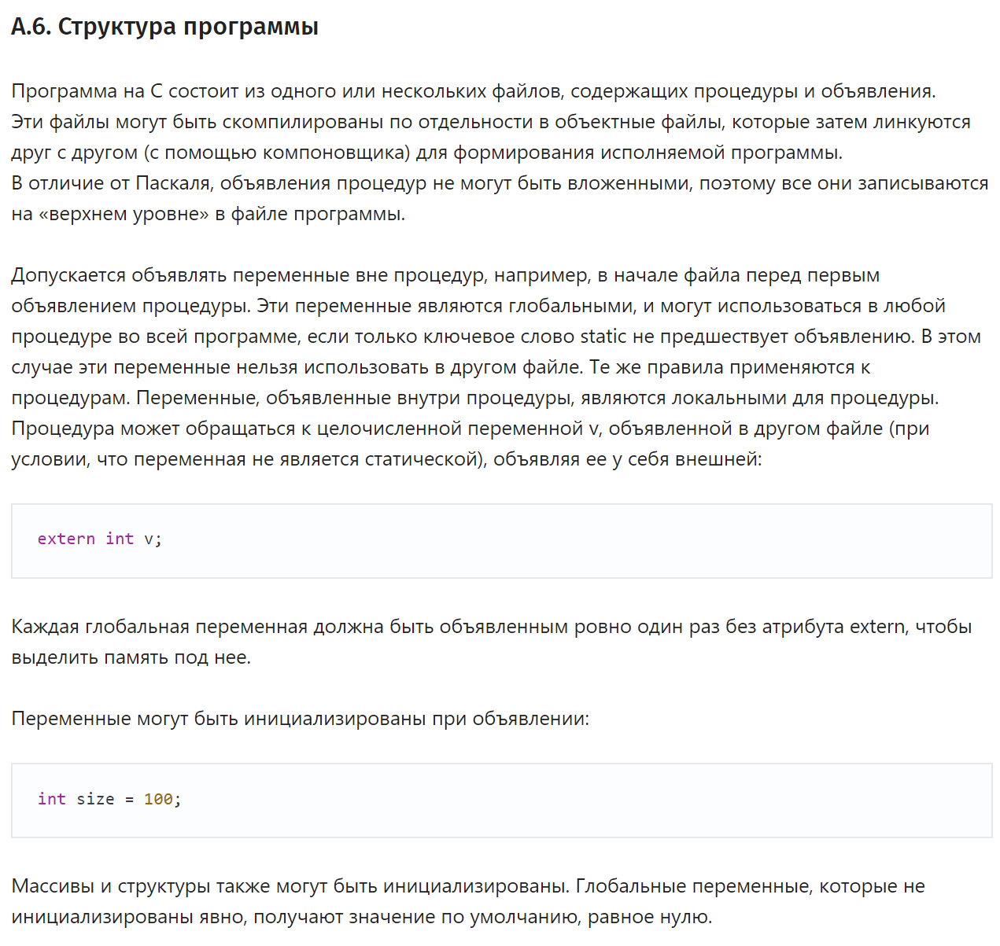 А.6. Структура программы
Программа на C состоит из одного или нескольких файлов, содержащих процедуры и объявления.
Эти файлы могут быть скомпилированы по отдельности в объектные файлы, которые затем линкуются
друг с другом (с помощью компоновщика) для формирования исполняемой программы.
В отличие от Паскаля, объявления процедур не могут быть вложенными, поэтому все они записываются
на «верхнем уровне» в файле программы.
Допускается объявлять переменные вне процедур, например, в начале файла перед первым
объявлением процедуры. Эти переменные являются глобальными, и могут использоваться в любой
процедуре во всей программе, если только ключевое слово static не предшествует объявлению. В этом
случае эти переменные нельзя использовать в другом файле. Те же правила применяются к
процедурам. Переменные, объявленные внутри процедуры, являются локальными для процедуры.
Процедура может обращаться к целочисленной переменной v, объявленной в другом файле (при
условии, что переменная не является статической), объявляя ее у себя внешней:
extern int v;
Каждая глобальная переменная должна быть объявленным ровно один раз без атрибута extern, чтобы
выделить память под нее.
Переменные могут быть инициализированы при объявлении:
int size = 100;
Массивы и структуры также могут быть инициализированы. Глобальные переменные, которые не
инициализированы явно, получают значение по умолчанию, равное нулю.